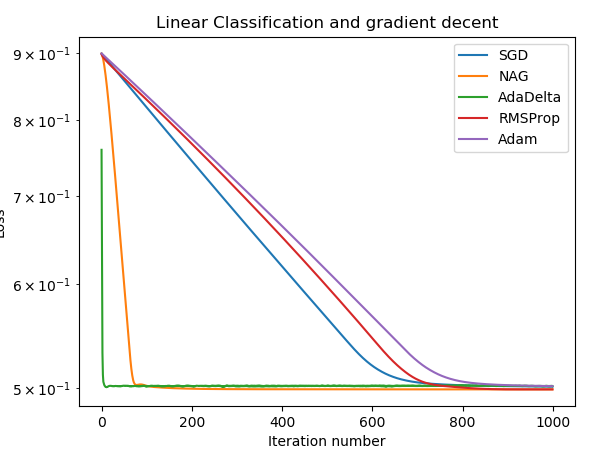 Linear Classification and gradient decent
9 × 10⁻¹
8 × 10⁻¹
7 × 10⁻¹
6 × 10⁻¹
5 × 10⁻¹
Loss
SGD
NAG
AdaDelta
RMSProp
Adam
0 200 400 600 800 1000
Iteration number